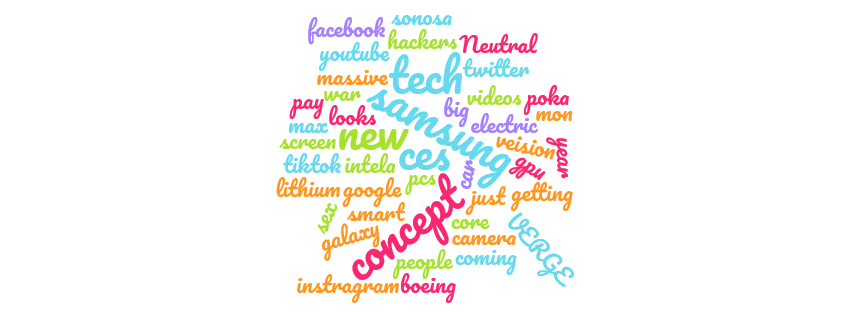 sonosa
facebook
hackers
Neutral
youtube
tech
twitter
massive
samsung
war
big
videos
poka
pay
looks
mon
max
new
electric
screen
ces
veision
year
tiktok
intela
car
gpu
lithium
google
pcs
concept
just
getting
sex
smart
core
VERGE
galaxy
camera
people
coming
instragram
boeing